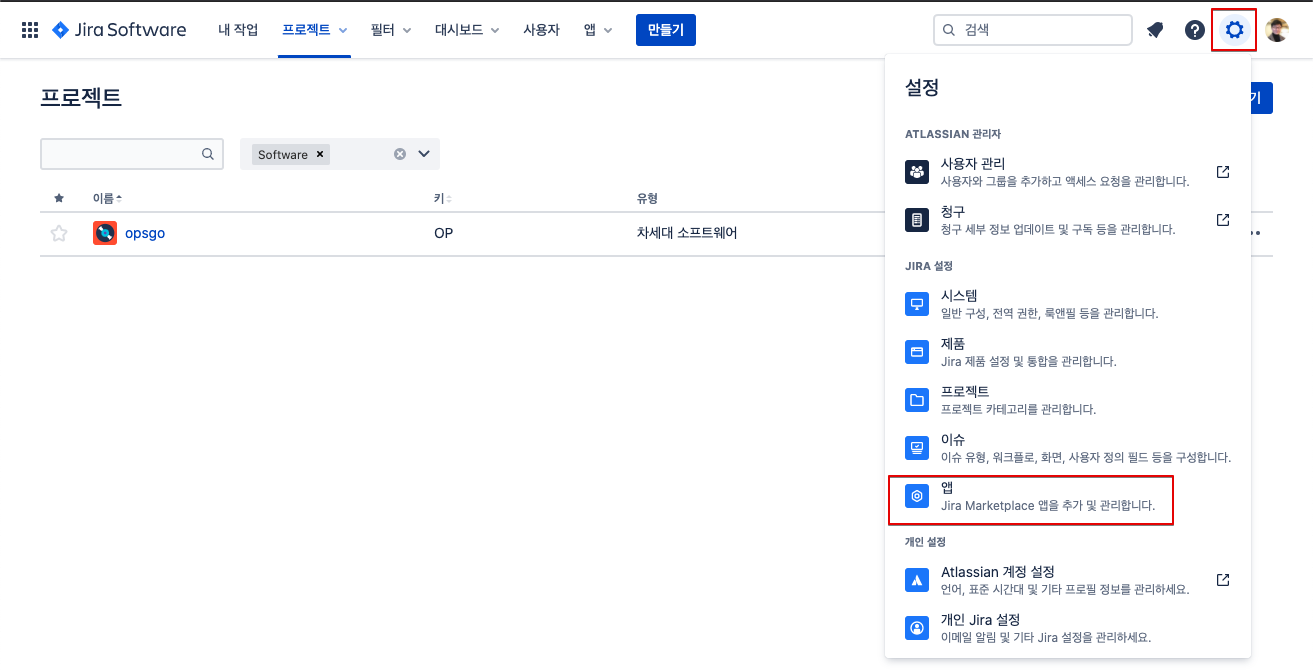 Jira Software 내 작업 프로젝트 필터 대시보드 사용자 앱 만들기 검색
프로젝트
기
Software
이름 키 유형
opsgo OP 차세대 소프트웨어
설정
ATLASSIAN 관리자
사용자 관리
사용자와 그룹을 추가하고 액세스 요청을 관리합니다.
청구
청구 세부 정보 업데이트 및 구독 등을 관리합니다.
JIRA 설정
시스템
일반 구성, 전역 권한, 룩앤필 등을 관리합니다.
제품
Jira 제품 설정 및 통합을 관리합니다.
프로젝트
프로젝트 카테고리를 관리합니다.
이슈
이슈 유형, 워크플로, 화면, 사용자 정의 필드 등을 구성합니다.
앱
Jira Marketplace 앱을 추가 및 관리합니다.
개인 설정
Atlassian 계정 설정
언어, 표준 시간대 및 기타 프로필 정보를 관리하세요.
개인 Jira 설정
이메일 알림 및 기타 Jira 설정을 관리하세요.